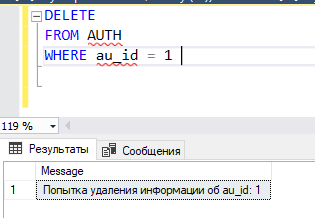 DELETE
FROM AUTH
WHERE au_id = 1
119 %
Результаты Сообщения
Message
1 Попытка удаления информации об au_id: 1